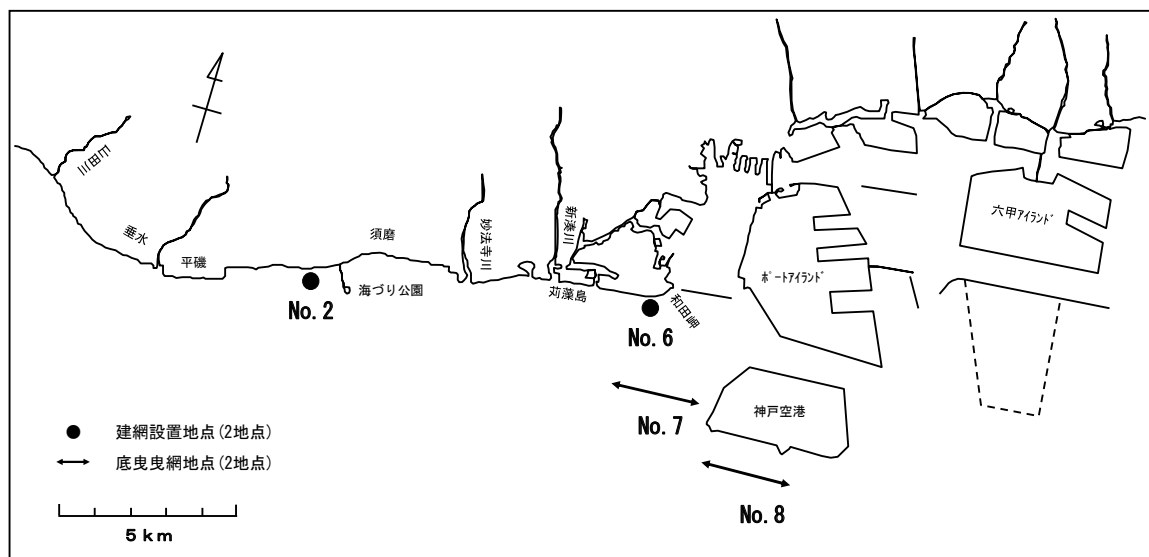 山田川
垂水
平磯
No. 2
須磨
海づり公園
妙法寺川
新湊川
苅藻島
和田岬
No. 6
ﾎﾟｰﾄｱｲﾗﾝﾄﾞ
六甲ｱｲﾗﾝﾄﾞ
神戸空港
No. 7
No. 8
建網設置地点(2地点)
底曳曳網地点(2地点)
5 km